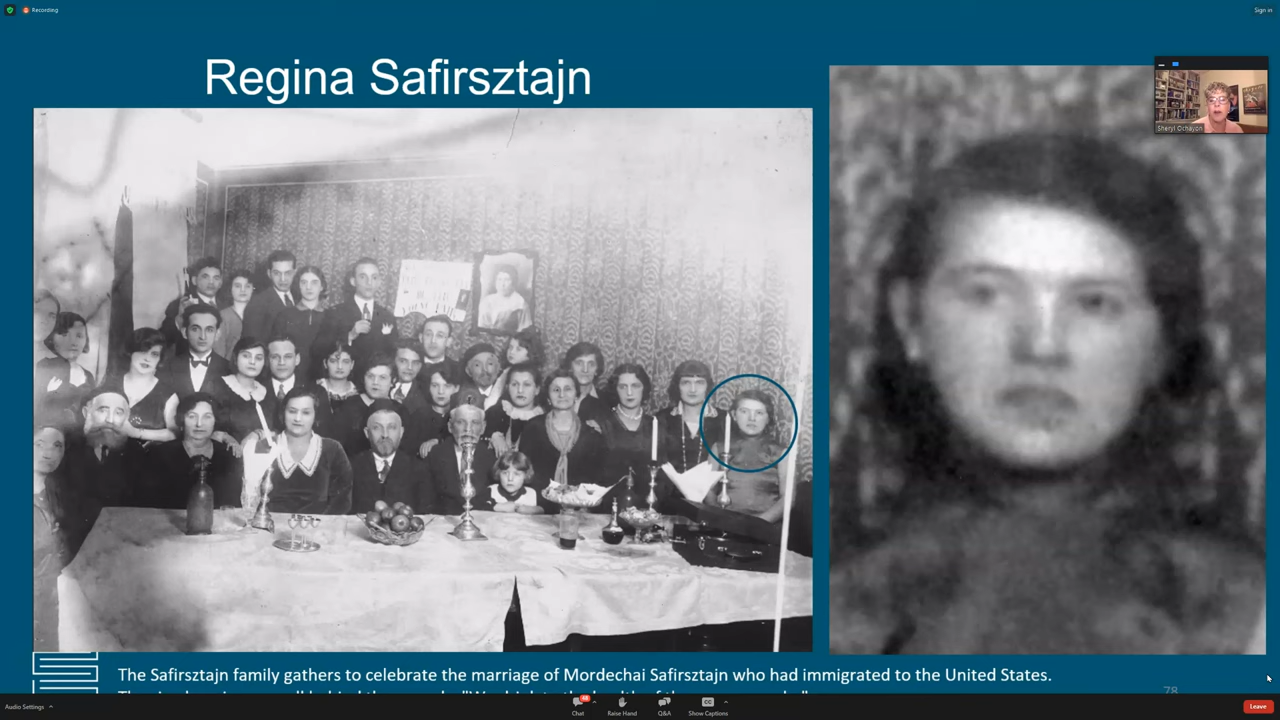 Recording
Sign in
Regina Safirsztajn
Sheryl Ochayon
The Safirsztajn family gathers to celebrate the marriage of Mordechai Safirsztajn who had immigrated to the United States.
78
Audio Settings
Chat
Raise Hand
Q&A
Show Captions
Leave